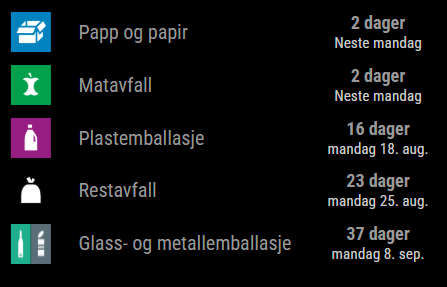 Papp og papir
2 dager
Neste mandag
Matavfall
2 dager
Neste mandag
Plastemballasje
16 dager
mandag 18. aug.
Restavfall
23 dager
mandag 25. aug.
Glass- og metallemballasje
37 dager
mandag 8. sep.